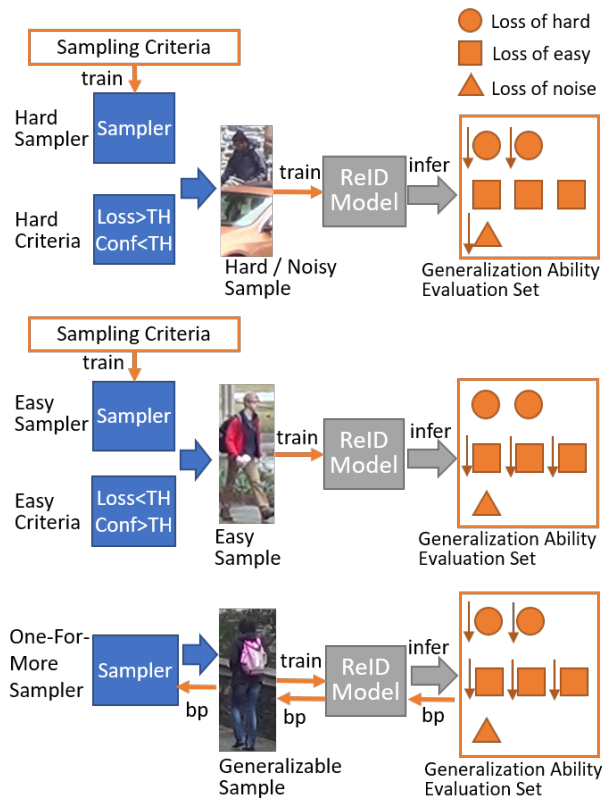 Sampling Criteria
Loss of hard
Loss of easy
Loss of noise
train
Hard
Sampler
Sampler
Hard
Criteria
Loss>TH
Conf<TH
train
ReID
Model
infer
Hard / Noisy
Sample
Generalization Ability
Evaluation Set
Sampling Criteria
train
Easy
Sampler
Sampler
Easy
Criteria
Loss<TH
Conf>TH
train
ReID
Model
infer
Easy
Sample
Generalization Ability
Evaluation Set
One-For-
More
Sampler
Sampler
bp
train
bp
ReID
Model
infer
bp
Generalizable
Sample
Generalization Ability
Evaluation Set